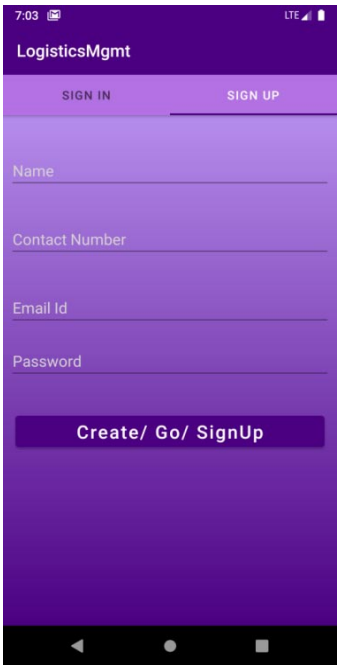 7:03 LTE
LogisticsMgmt
SIGN IN SIGN UP
Name
Contact Number
Email Id
Password
Create/ Go/ SignUp